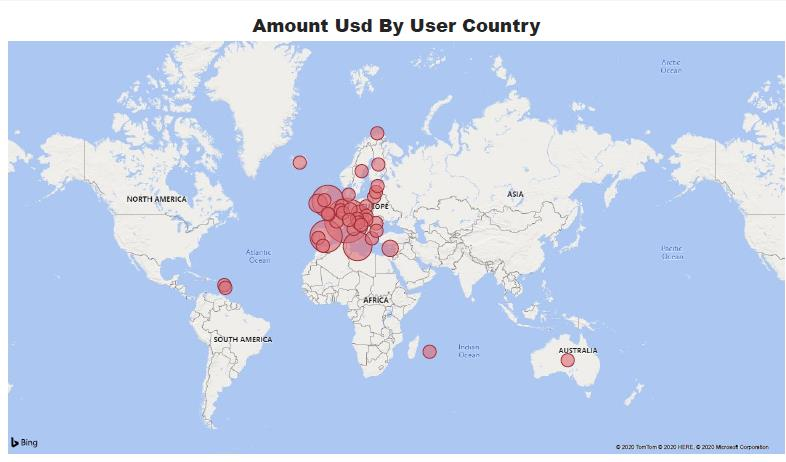 Amount Usd By User Country
Arctic
Ocean
NORTH AMERICA
ASIA
Atlantic
Ocean
Pacific
Ocean
AFRICA
SOUTH AMERICA
Indian
Ocean
AUSTRALIA
Bing
© 2020 TomTom © 2020 HERE, © 2020 Microsoft Corporation